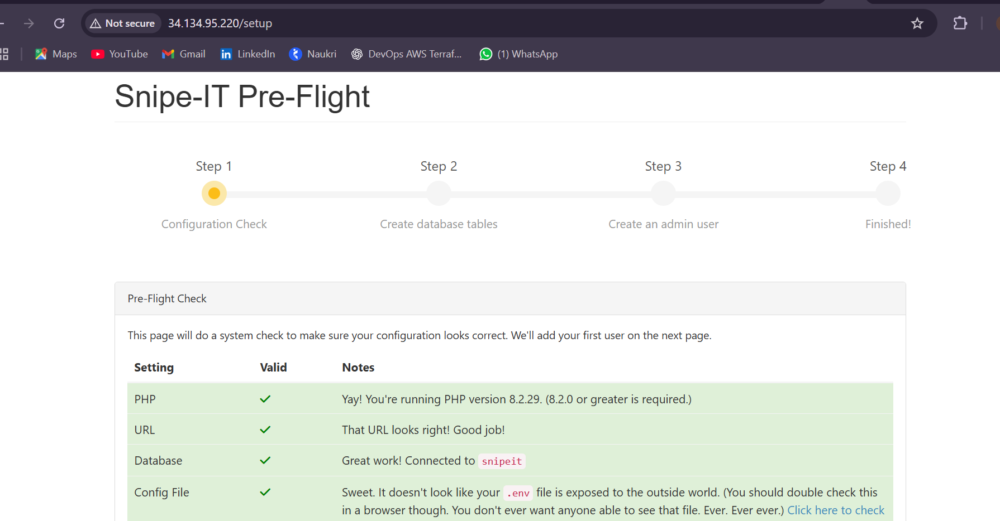 Not secure 34.134.95.220/setup
Maps YouTube Gmail LinkedIn Naukri DevOps AWS Terraf... (1) WhatsApp
Snipe-IT Pre-Flight
Step 1 Step 2 Step 3 Step 4
Configuration Check Create database tables Create an admin user Finished!
Pre-Flight Check
This page will do a system check to make sure your configuration looks correct. We'll add your first user on the next page.
Setting Valid Notes
PHP Yay! You're running PHP version 8.2.29. (8.2.0 or greater is required.)
URL That URL looks right! Good job!
Database Great work! Connected to snipeit
Config File Sweet. It doesn't look like your .env file is exposed to the outside world. (You should double check this
in a browser though. You don't ever want anyone able to see that file. Ever. Ever ever.) Click here to check